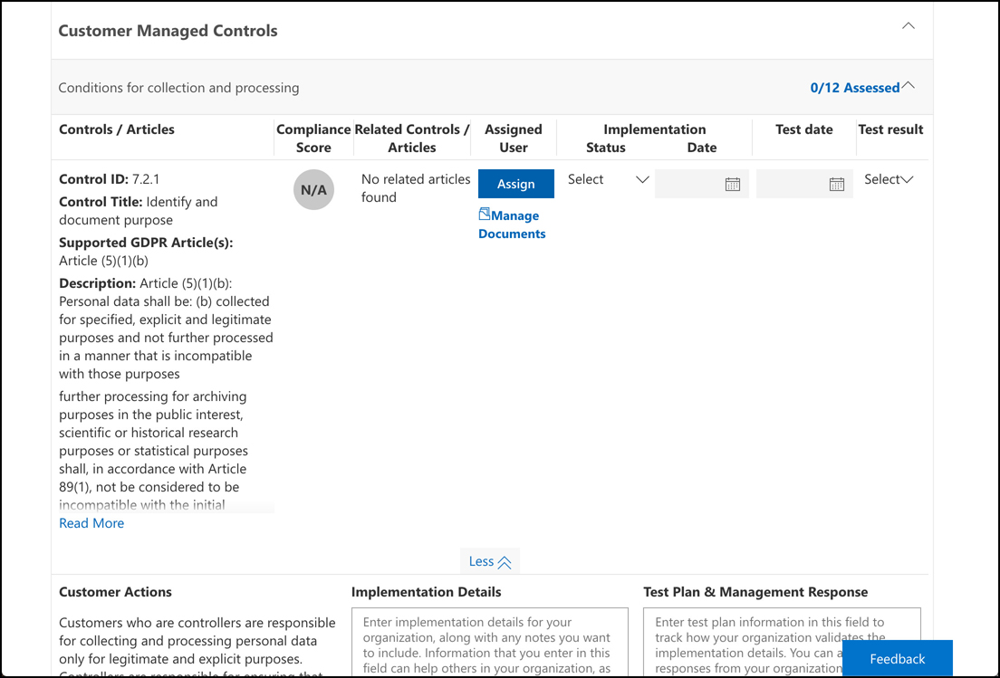 Customer Managed Controls
Conditions for collection and processing
0/12 Assessed
Controls / Articles
Compliance
Score
Related Controls /
Articles
Assigned
User
Implementation
Status
Date
Test date
Test result
Control ID: 7.2.1
Control Title: Identify and
document purpose
Supported GDPR Article(s):
Article (5)(1)(b)
Description: Article (5)(1)(b):
Personal data shall be: (b) collected
for specified, explicit and legitimate
purposes and not further processed
in a manner that is incompatible
with those purposes
further processing for archiving
purposes in the public interest,
scientific or historical research
purposes or statistical purposes
shall, in accordance with Article
89(1), not be considered to be
incompatible with the initial
Read More
N/A
No related articles
found
Assign
Manage
Documents
Select
Select
Less
Customer Actions
Customers who are controllers are responsible
for collecting and processing personal data
only for legitimate and explicit purposes.
Controllers are responsible for ensuring that
Implementation Details
Enter implementation details for your
organization, along with any notes you want
to include. Information that you enter in this
field can help others in your organization, as
Test Plan & Management Response
Enter test plan information in this field to
track how your organization validates the
implementation details. You can a
responses from your organization
Feedback